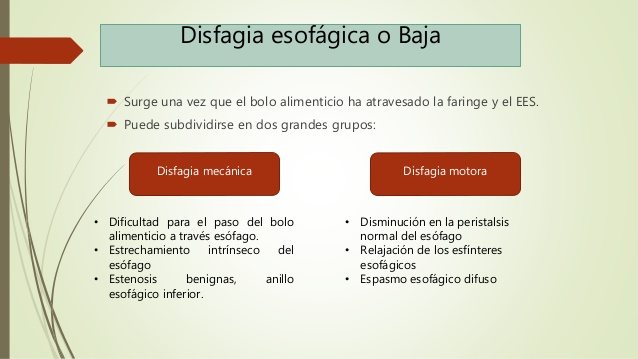 Disfagia esofágica o Baja
Surge una vez que el bolo alimenticio ha atravesado la faringe y el EES.
Puede subdividirse en dos grandes grupos:
Disfagia mecánica
• Dificultad para el paso del bolo
alimenticio a través esófago.
• Estrechamiento intrínseco del
esófago
• Estenosis benignas, anillo
esofágico inferior.
Disfagia motora
• Disminución en la peristalsis
normal del esófago
• Relajación de los esfínteres
esofágicos
• Espasmo esofágico difuso